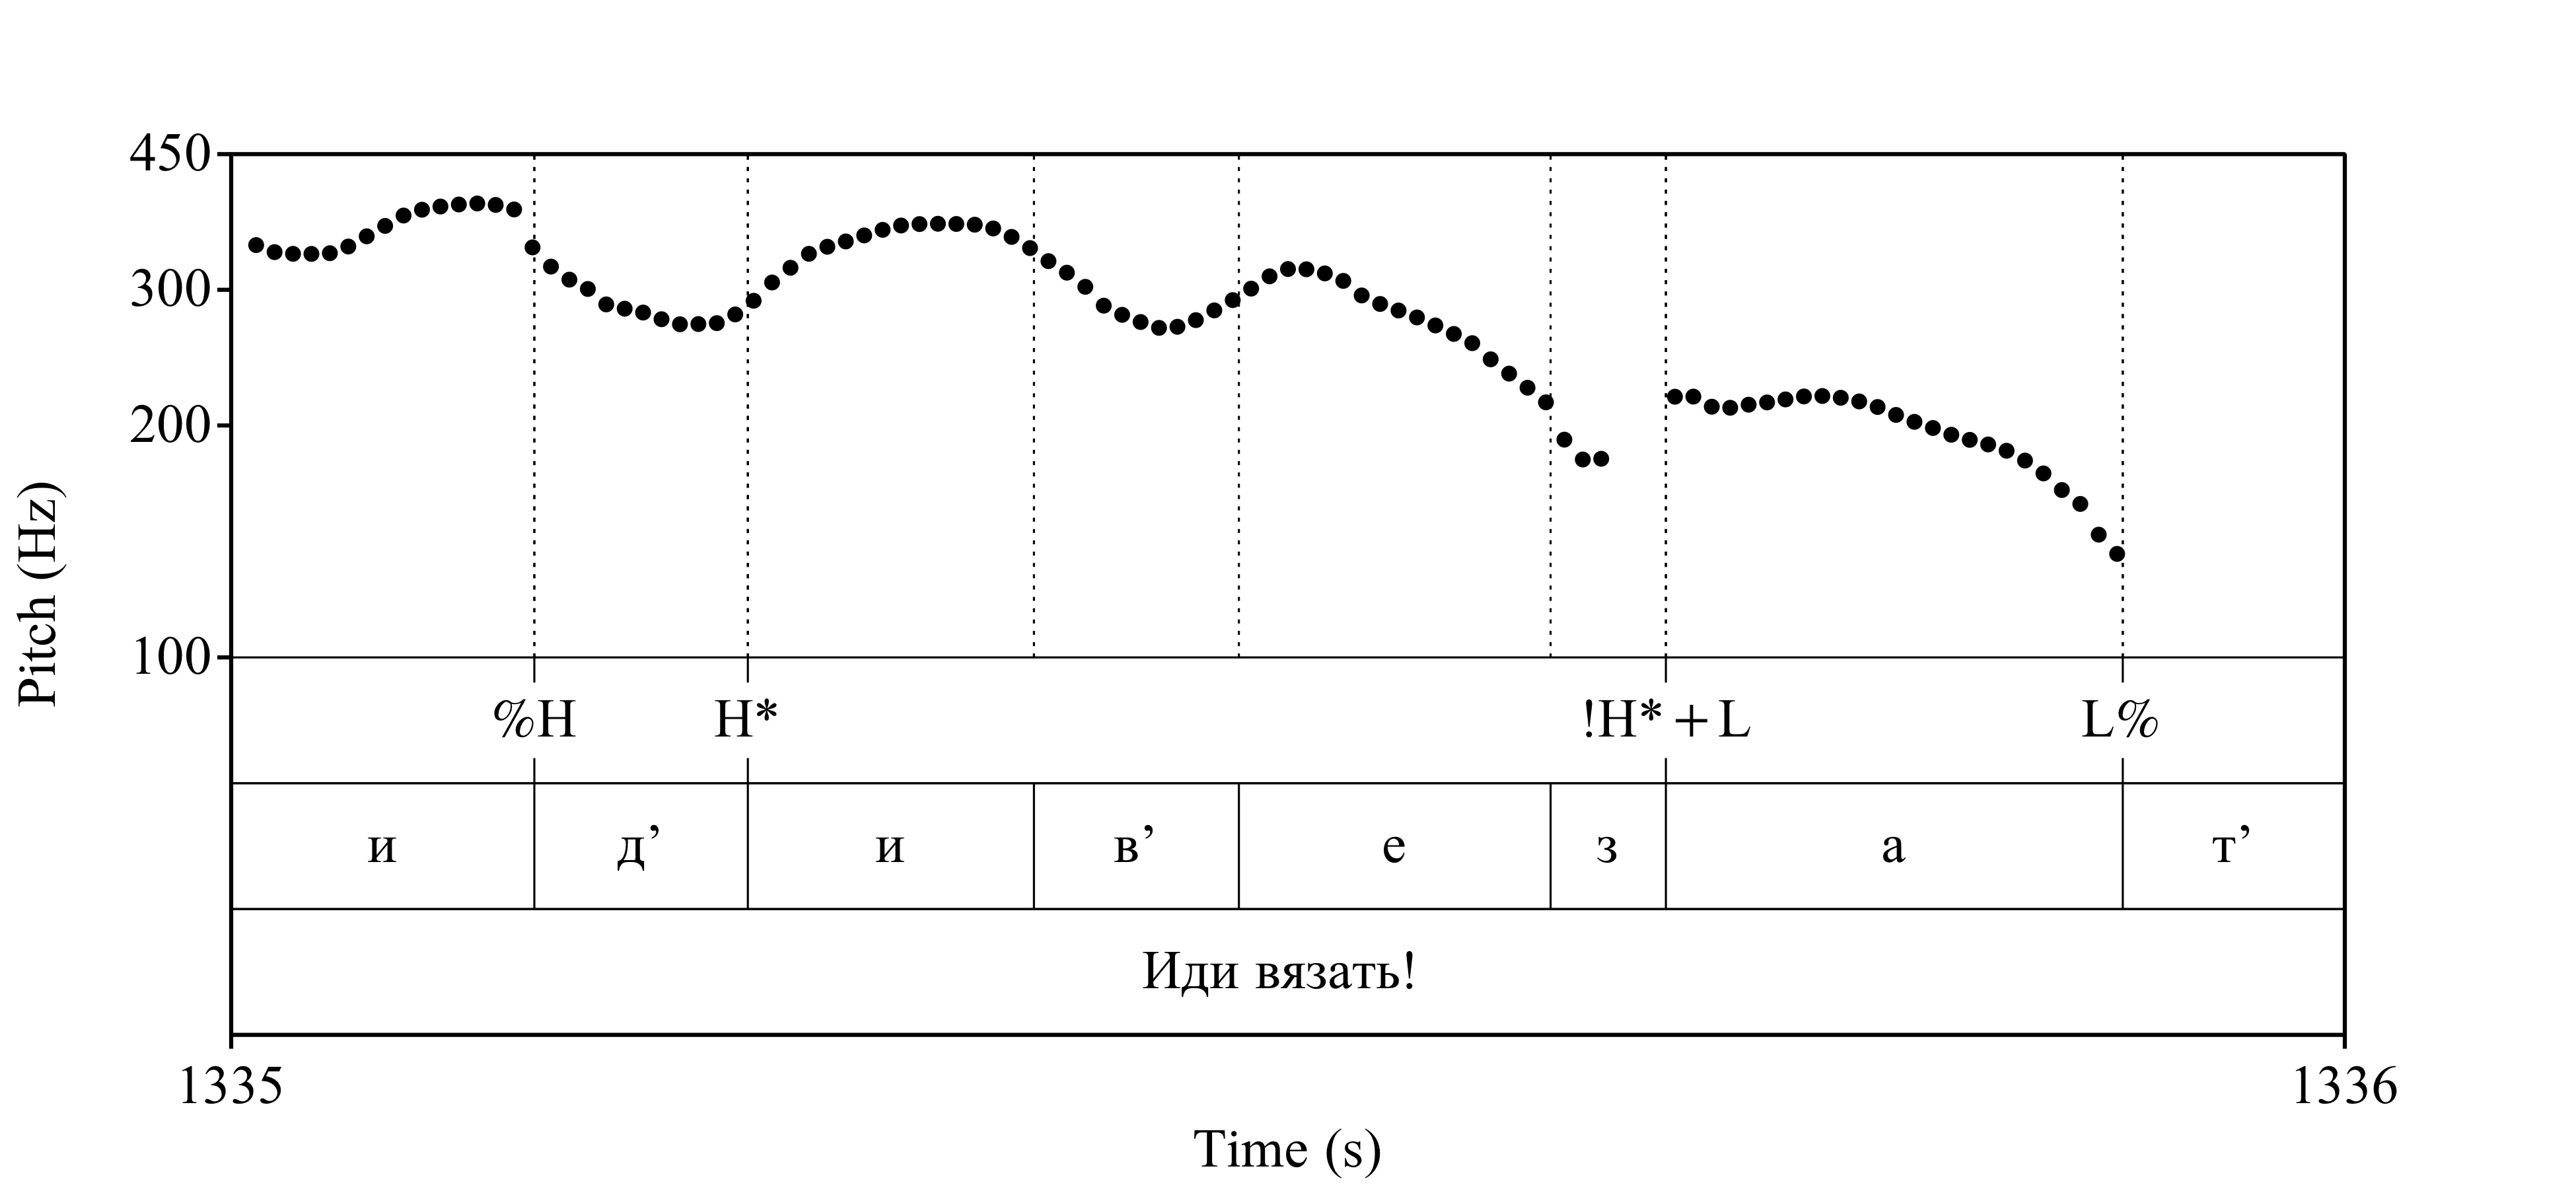 450
300
200
100
Pitch (Hz)
%H H* !H* + L L%
и д’ и в’ е з а т’
Иди вязать!
1335 1336
Time (s)